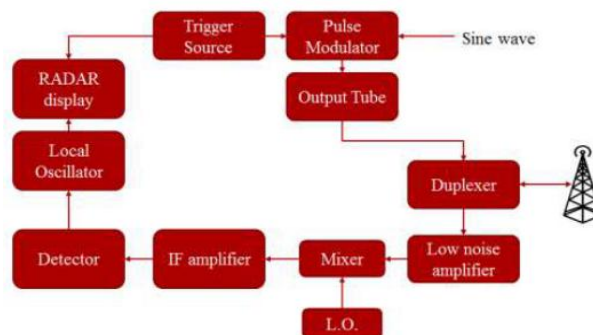 Trigger
Source
Pulse
Modulator
Sine wave
RADAR
display
Output Tube
Local
Oscillator
Duplexer
Detector
IF amplifier
Mixer
Low noise
amplifier
L.O.